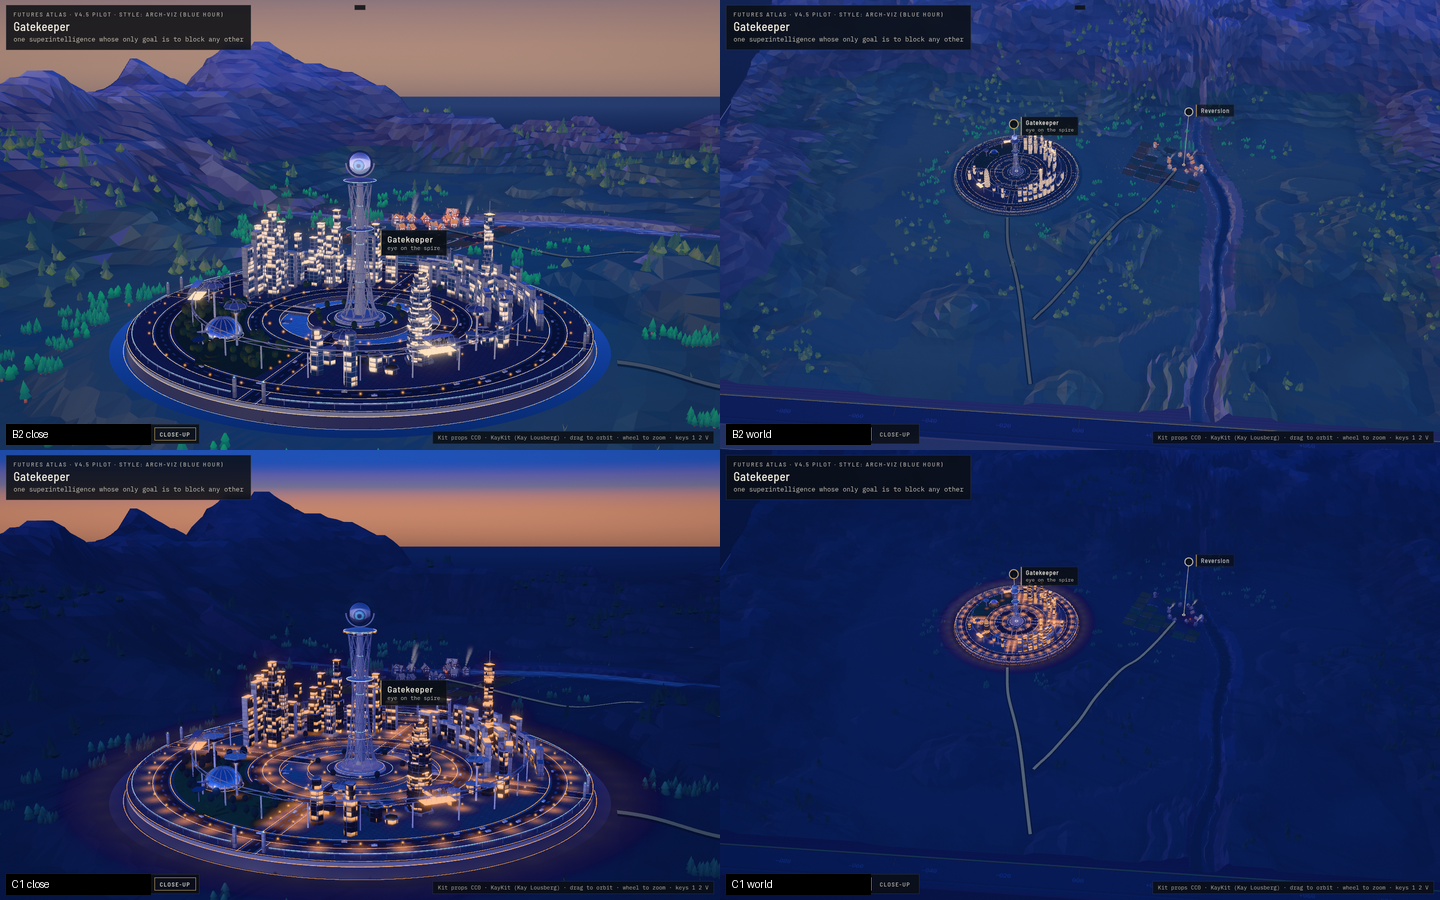 FUTURES ATLAS · V4.5 PILOT · STYLE: ARCH-VIZ (BLUE HOUR)
Gatekeeper
one superintelligence whose only goal is to block any other
Gatekeeper
eye on the spire
B2 close
CLOSE-UP
Kit props CC0 · KayKit (Kay Lousberg) · drag to orbit · wheel to zoom · keys 1 2 V
FUTURES ATLAS · V4.5 PILOT · STYLE: ARCH-VIZ (BLUE HOUR)
Gatekeeper
one superintelligence whose only goal is to block any other
Reversion
Gatekeeper
eye on the spire
B2 world
CLOSE-UP
Kit props CC0 · KayKit (Kay Lousberg) · drag to orbit · wheel to zoom · keys 1 2 V
FUTURES ATLAS · V4.5 PILOT · STYLE: ARCH-VIZ (BLUE HOUR)
Gatekeeper
one superintelligence whose only goal is to block any other
Gatekeeper
eye on the spire
C1 close
CLOSE-UP
Kit props CC0 · KayKit (Kay Lousberg) · drag to orbit · wheel to zoom · keys 1 2 V
FUTURES ATLAS · V4.5 PILOT · STYLE: ARCH-VIZ (BLUE HOUR)
Gatekeeper
one superintelligence whose only goal is to block any other
Reversion
Gatekeeper
eye on the spire
C1 world
CLOSE-UP
Kit props CC0 · KayKit (Kay Lousberg) · drag to orbit · wheel to zoom · keys 1 2 V